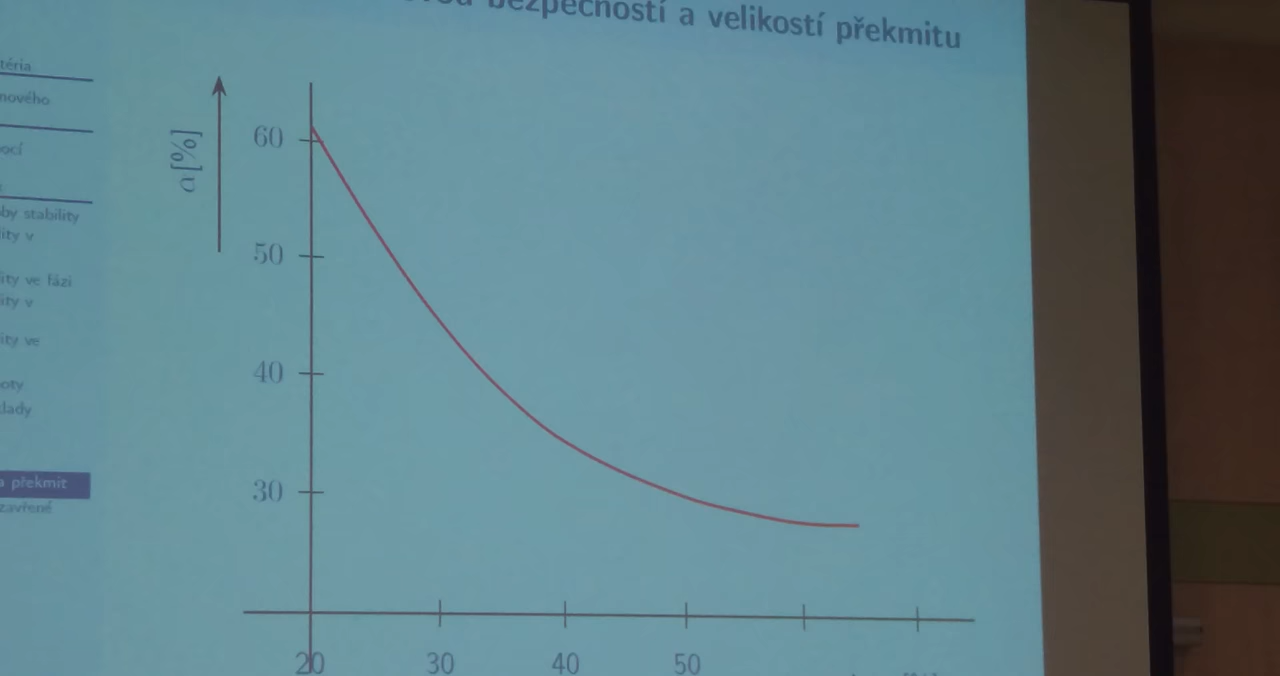 bezpečností a velikostí překmitu
téria
nového
ocí
by stability
ity v
ity ve fázi
ity v
ity ve
oty
lady
a překmit
zavřené
α[%]
60
50
40
30
20 30 40 50